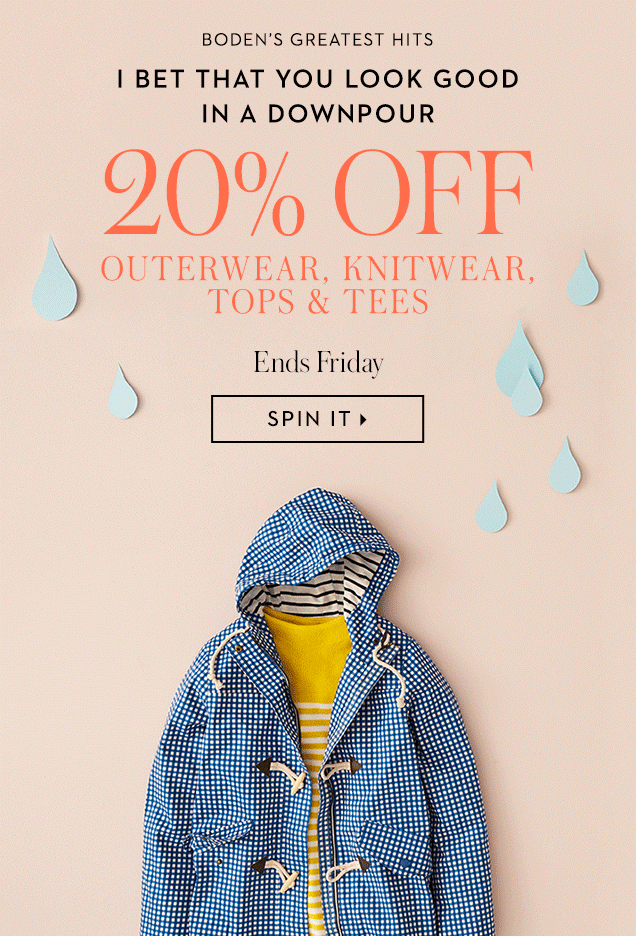 BODEN'S GREATEST HITS
I BET THAT YOU LOOK GOOD
IN A DOWNPOUR
20% OFF
OUTERWEAR, KNITWEAR,
TOPS & TEES
Ends Friday
SPIN IT